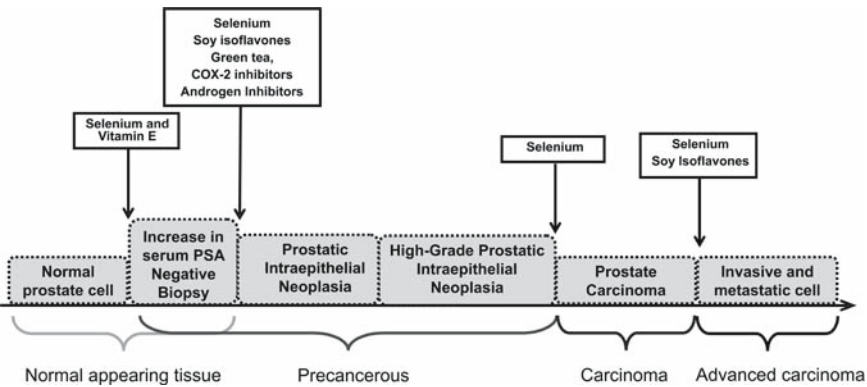 Selenium
Soy isoflavones
Green tea,
COX-2 inhibitors
Androgen Inhibitors
Selenium and
Vitamin E
Selenium
Selenium
Soy Isoflavones
Normal
prostate cell
Increase in
serum PSA
Negative
Biopsy
Prostatic
Intraepithelial
Neoplasia
High-Grade Prostatic
Intraepithelial
Neoplasia
Prostate
Carcinoma
Invasive and
metastatic cell
Normal appearing tissue
Precancerous
Carcinoma
Advanced carcinoma